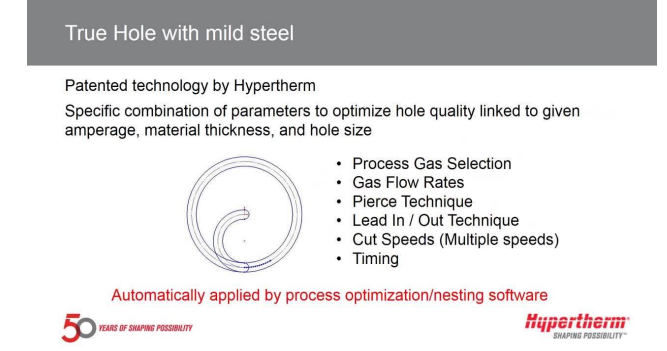 True Hole with mild steel
Patented technology by Hypertherm
Specific combination of parameters to optimize hole quality linked to given
amperage, material thickness, and hole size
• Process Gas Selection
• Gas Flow Rates
• Pierce Technique
• Lead In / Out Technique
• Cut Speeds (Multiple speeds)
• Timing
Automatically applied by process optimization/nesting software
50 YEARS OF SHAPING POSSIBILITY
Hypertherm®
SHAPING POSSIBILITY™